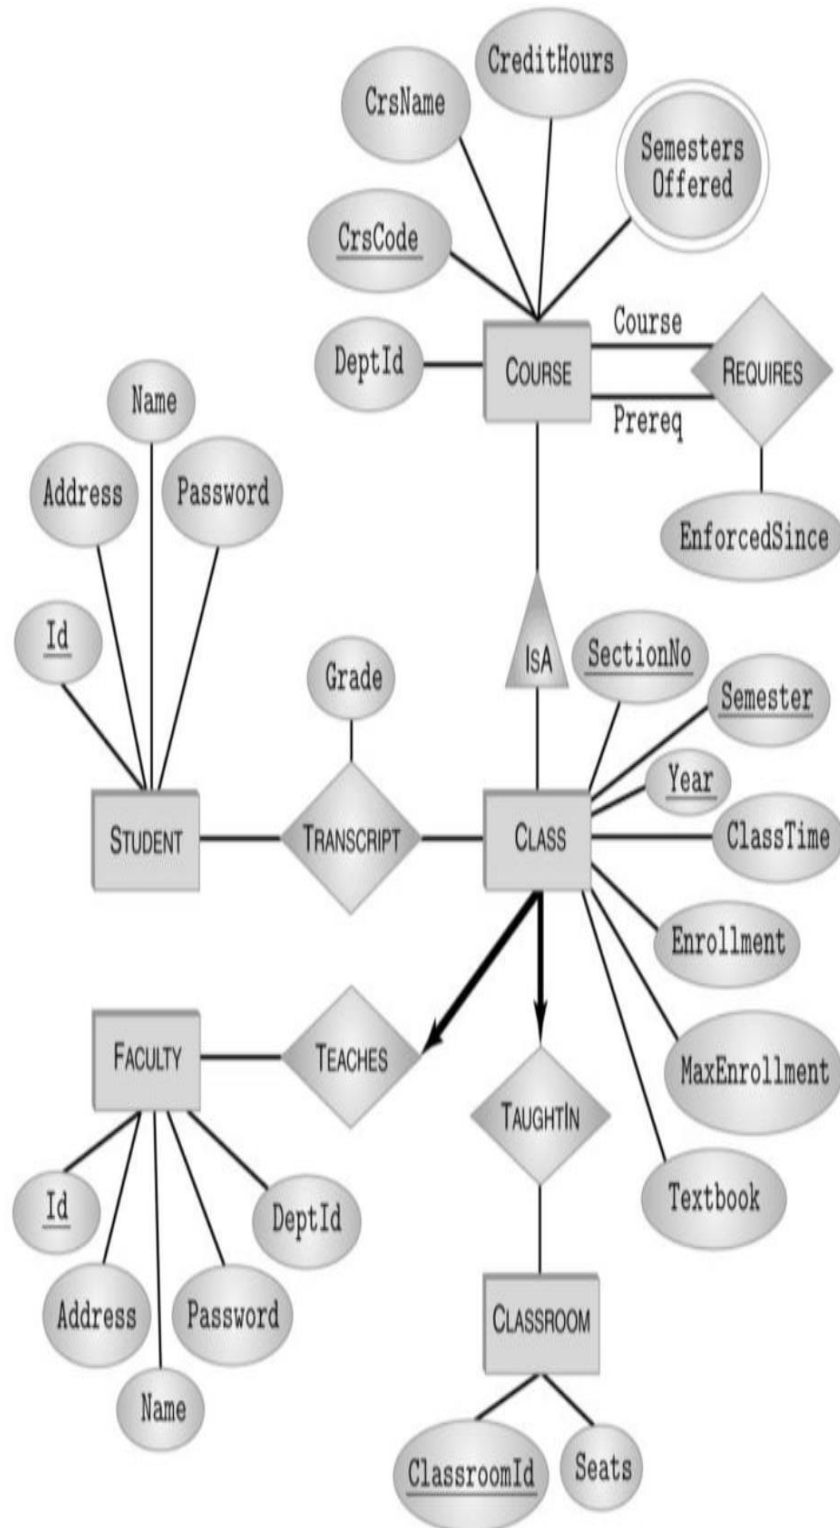 CreditHours
CrsName
Semesters
Offered
CrsCode
Course
DeptId
COURSE
REQUIRES
Prereq
Name
Address
Password
EnforcedSince
Id
IsA
SectionNo
Grade
Semester
Year
STUDENT
TRANSCRIPT
CLASS
ClassTime
Enrollment
FACULTY
TEACHES
MaxEnrollment
TAUGHTIN
Id
DeptId
Textbook
Address
Password
CLASSROOM
Name
ClassroomId
Seats